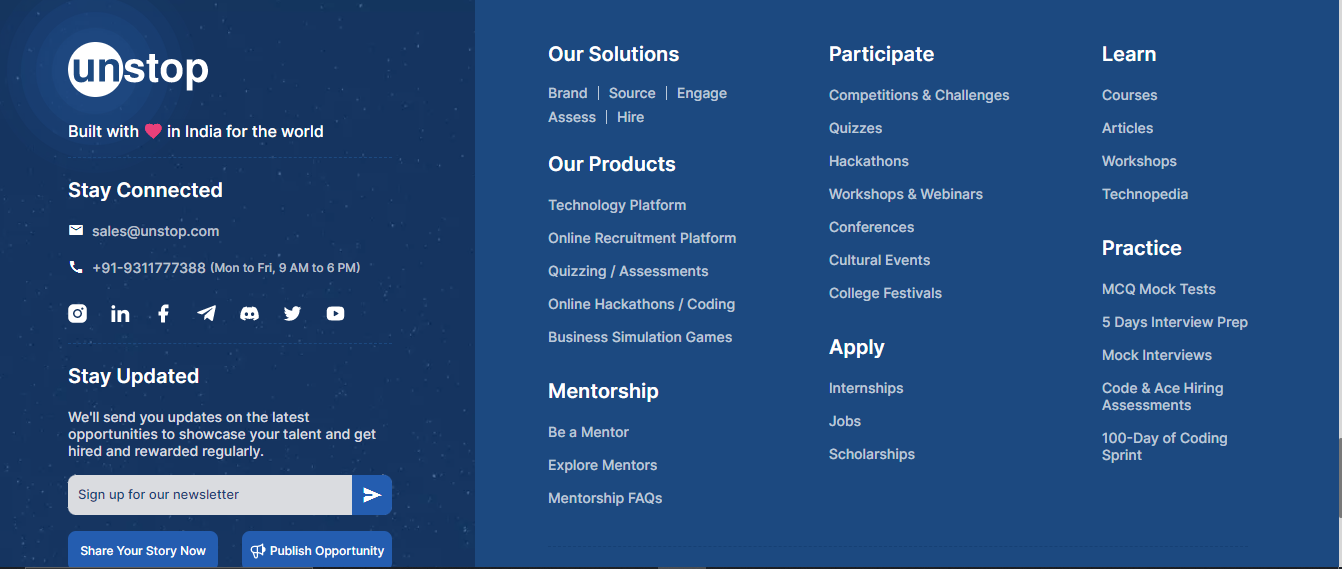 unstop
Built with ❤ in India for the world
Stay Connected
sales@unstop.com
+91-9311777388 (Mon to Fri, 9 AM to 6 PM)
Stay Updated
We'll send you updates on the latest
opportunities to showcase your talent and get
hired and rewarded regularly.
Sign up for our newsletter
Share Your Story Now
Publish Opportunity
Our Solutions
Brand | Source | Engage
Assess | Hire
Our Products
Technology Platform
Online Recruitment Platform
Quizzing / Assessments
Online Hackathons / Coding
Business Simulation Games
Mentorship
Be a Mentor
Explore Mentors
Mentorship FAQs
Participate
Competitions & Challenges
Quizzes
Hackathons
Workshops & Webinars
Conferences
Cultural Events
College Festivals
Apply
Internships
Jobs
Scholarships
Learn
Courses
Articles
Workshops
Technopedia
Practice
MCQ Mock Tests
5 Days Interview Prep
Mock Interviews
Code & Ace Hiring
Assessments
100-Day of Coding
Sprint